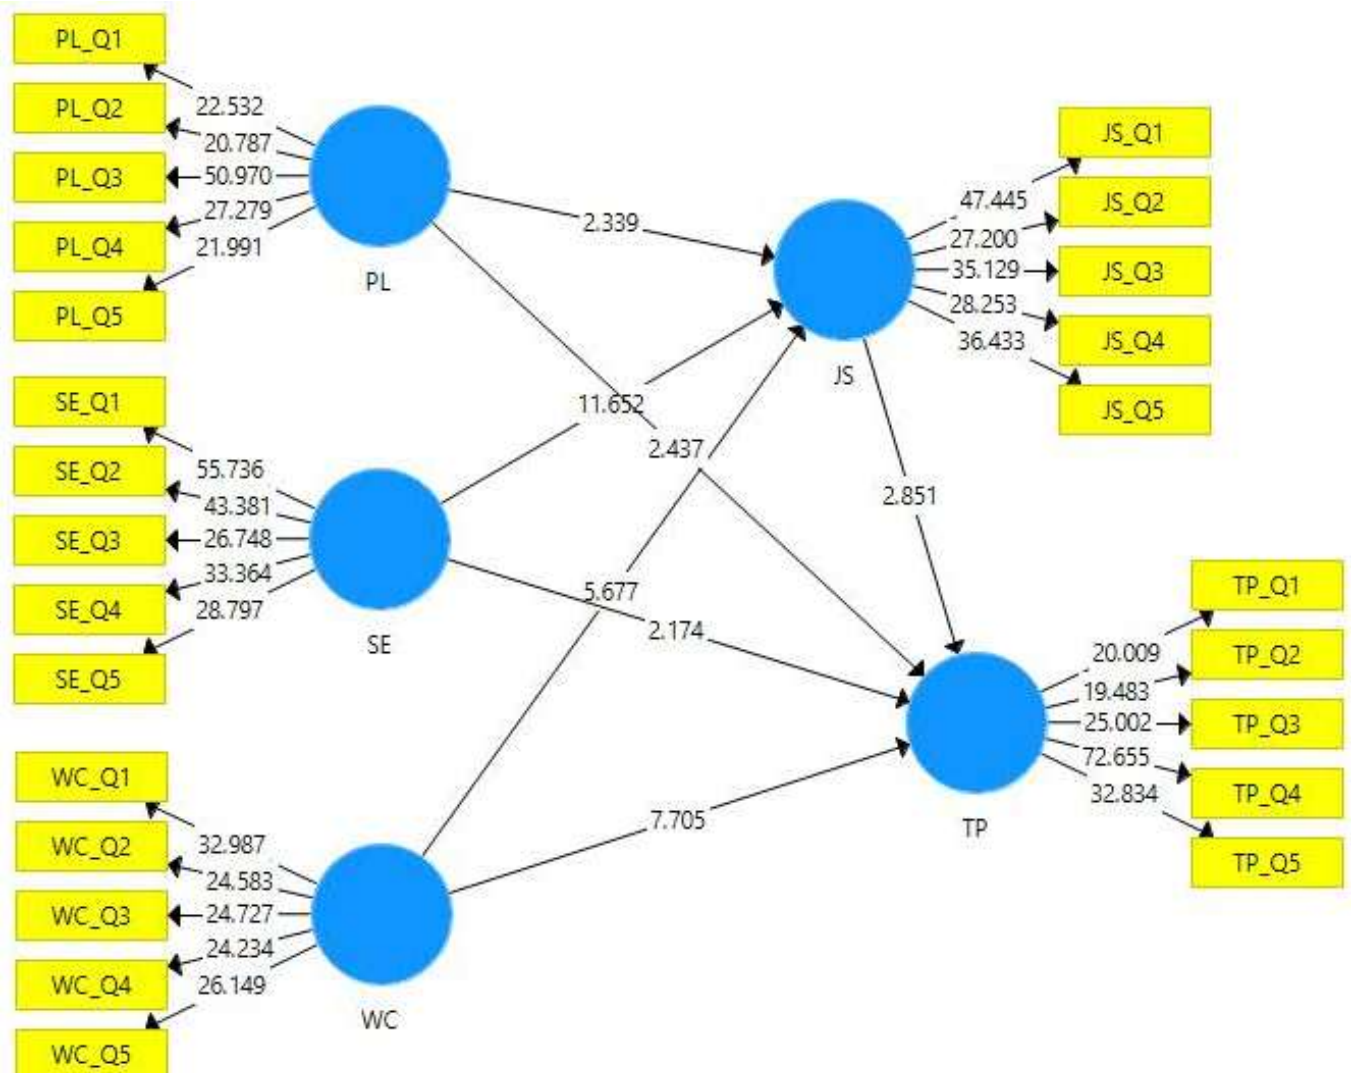 PL_Q1
PL_Q2
PL_Q3
PL_Q4
PL_Q5
22.532
20.787
50.970
27.279
21.991
PL
SE_Q1
SE_Q2
SE_Q3
SE_Q4
SE_Q5
55.736
43.381
26.748
33.364
28.797
SE
WC_Q1
WC_Q2
WC_Q3
WC_Q4
WC_Q5
32.987
24.583
24.727
24.234
26.149
WC
2.339
11.652
2.437
5.677
2.174
7.705
2.851
JS
47.445
27.200
35.129
28.253
36.433
JS_Q1
JS_Q2
JS_Q3
JS_Q4
JS_Q5
TP
20.009
19.483
25.002
72.655
32.834
TP_Q1
TP_Q2
TP_Q3
TP_Q4
TP_Q5